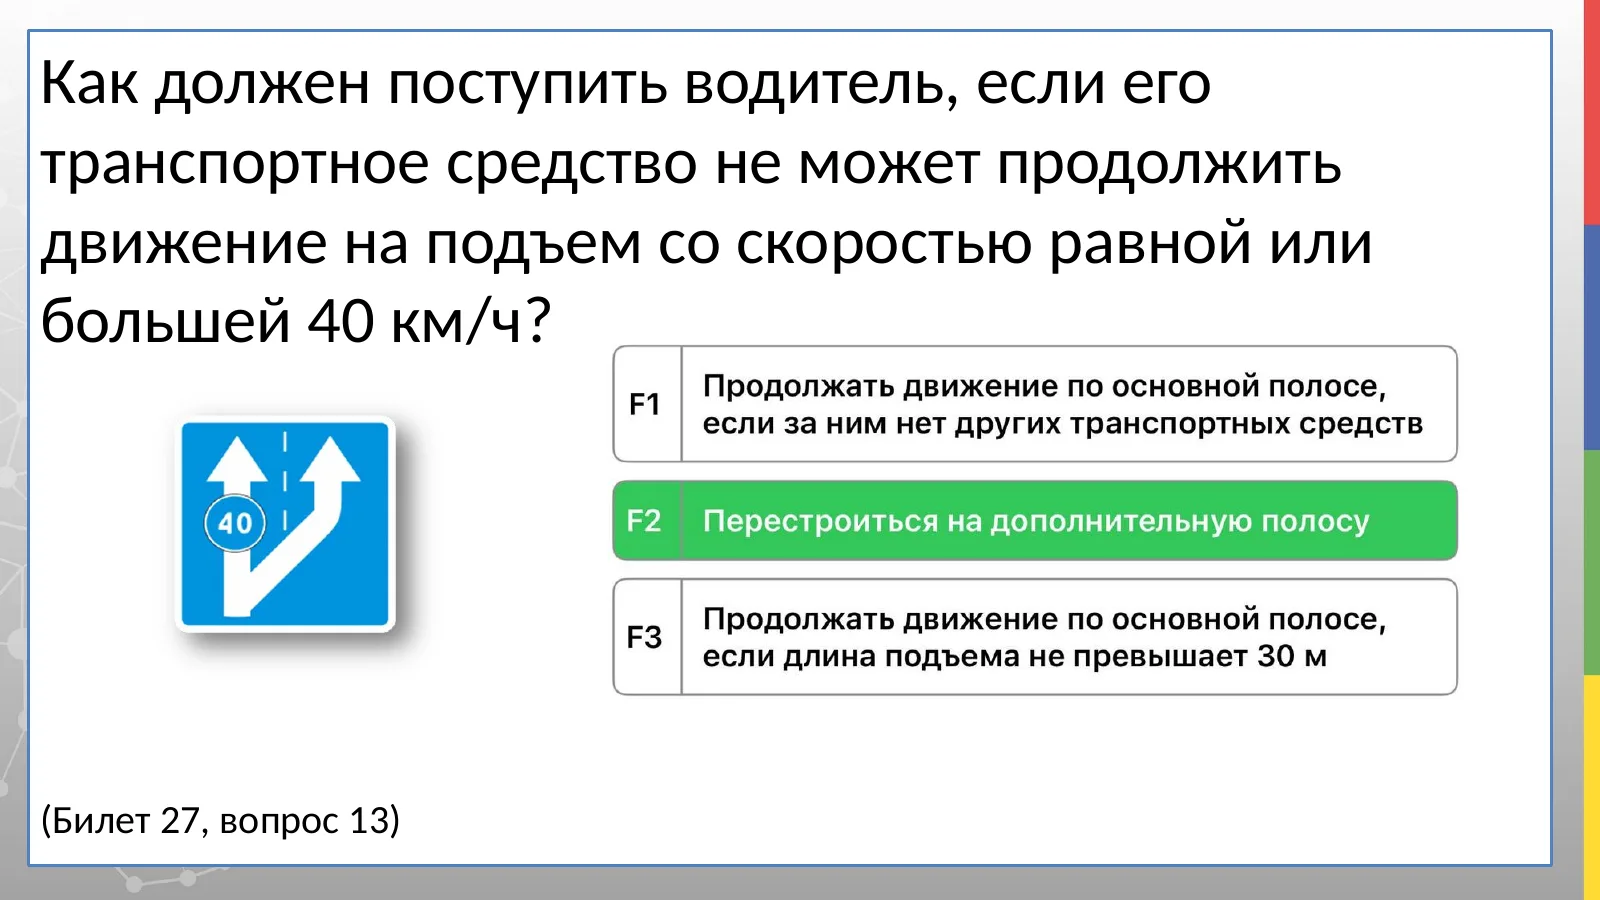 Как должен поступить водитель, если его
транспортное средство не может продолжить
движение на подъем со скоростью равной или
большей 40 км/ч?
F1 Продолжать движение по основной полосе,
если за ним нет других транспортных средств
40
F2 Перестроиться на дополнительную полосу
F3 Продолжать движение по основной полосе,
если длина подъема не превышает 30 м
(Билет 27, вопрос 13)